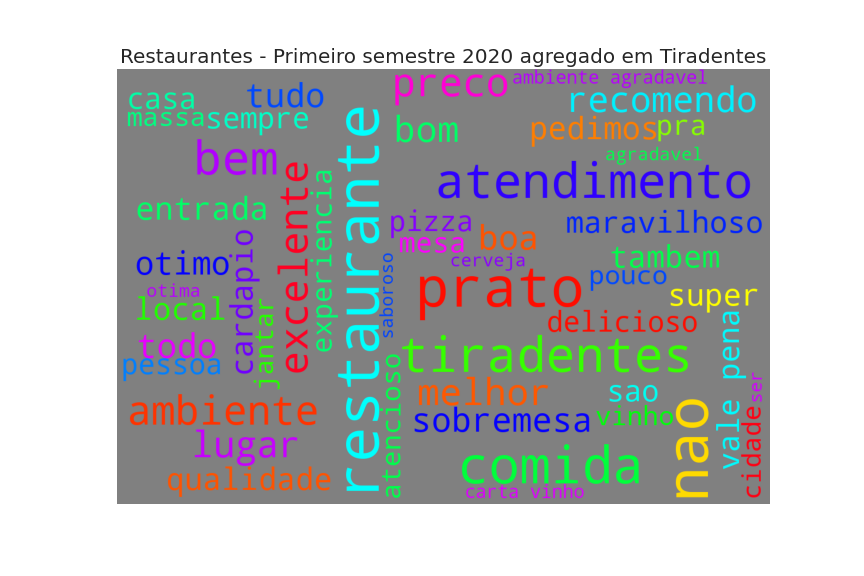 Restaurantes - Primeiro semestre 2020 agregado em Tiradentes
preco
ambiente agradavel
casa
tudo
recomendo
massa
sempre
restaurante
bom
pedimos
pra
bem
agradavel
excelente
experiencia
atendimento
entrada
pizza
maravilhoso
mesa
boa
cardapio
otimo
saboroso
cerveja
tambem
prato
pouco
otima
local
super
jantar
delicioso
todo
tiradentes
vale pena
pessoa
atencioso
melhor
sao
ser
ambiente
sobremesa
vinho
nao
cidade
lugar
comida
qualidade
carta vinho